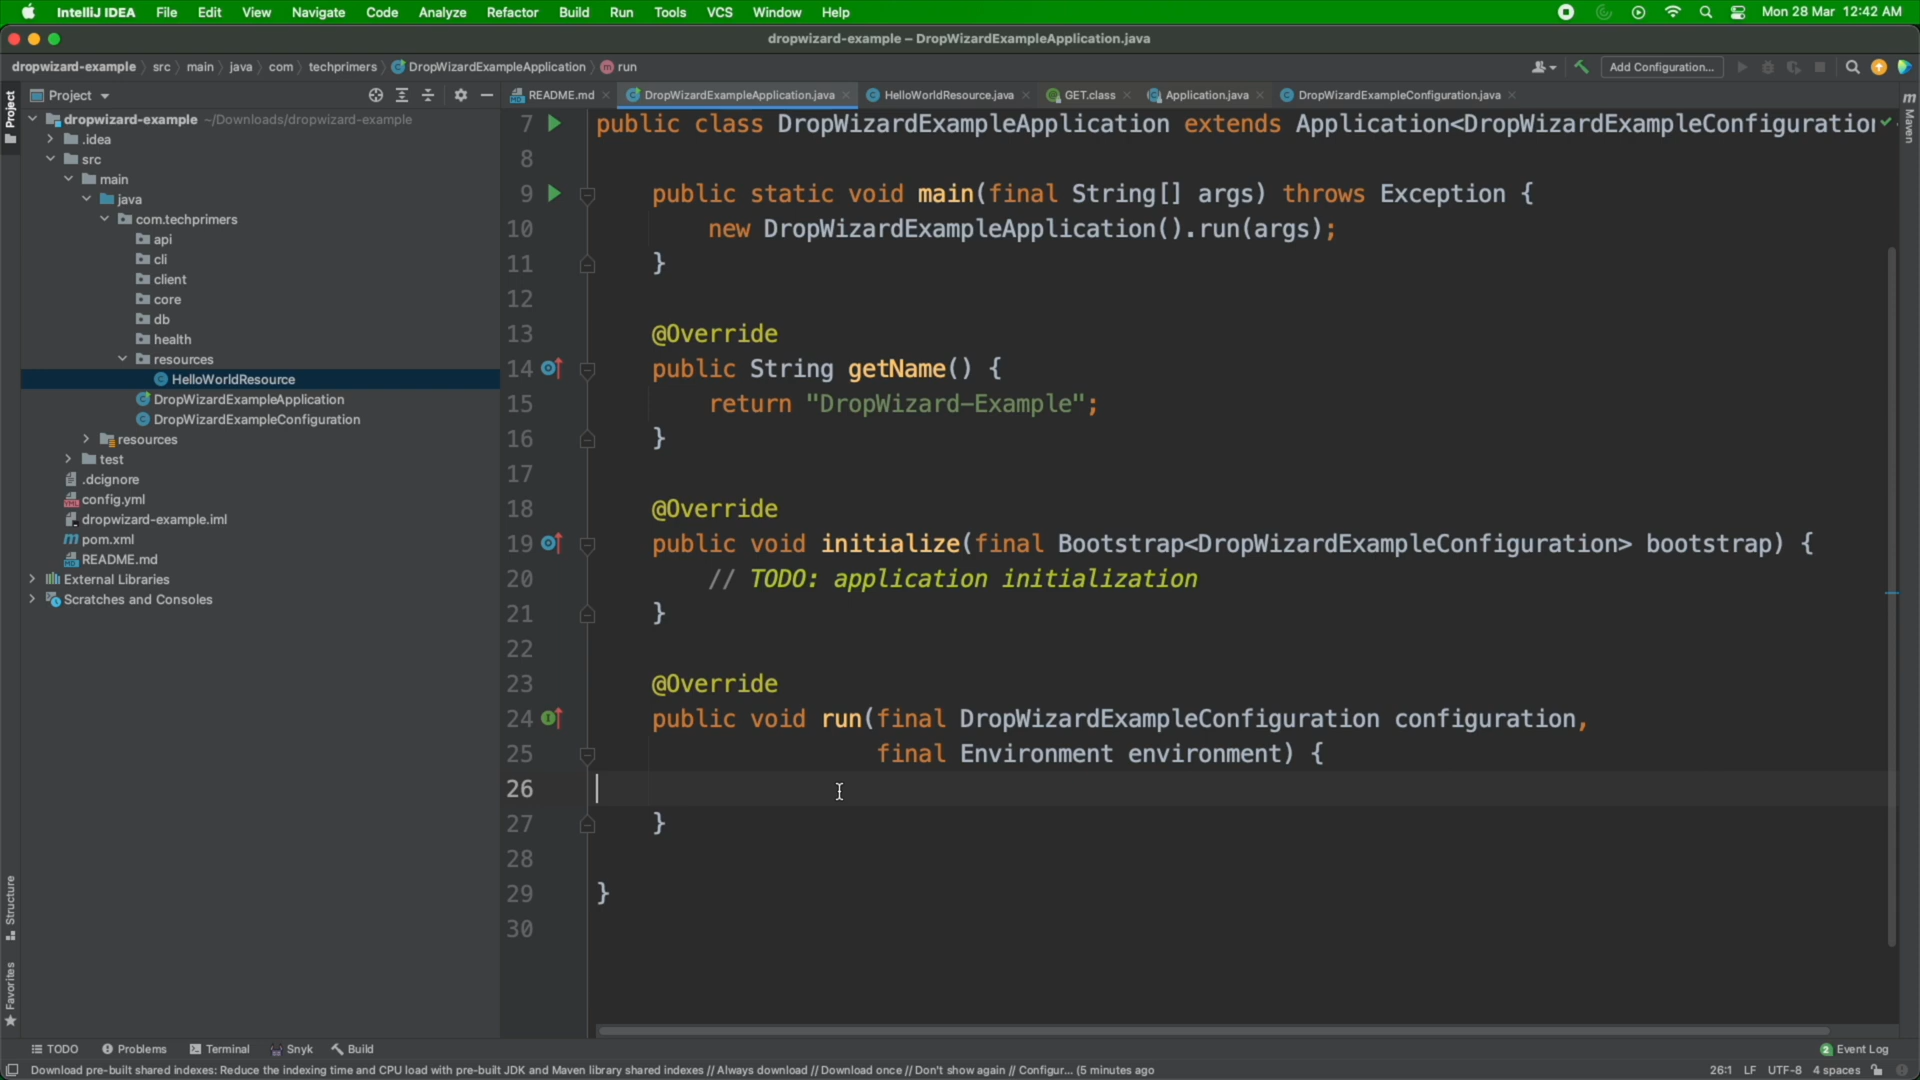 IntelliJ IDEA File Edit View Navigate Code Analyze Refactor Build Run Tools VCS Window Help Mon 28 Mar 12:42 AM
dropwizard-example – DropWizardExampleApplication.java
dropwizard-example src main java com techprimers DropWizardExampleApplication run Add Configuration...
Project README.md DropWizardExampleApplication.java HelloWorldResource.java GET.class Application.java DropWizardExampleConfiguration.java
Project
Structure
Favorites
Maven
dropwizard-example ~/Downloads/dropwizard-example
.idea
src
main
java
com.techprimers
api
cli
client
core
db
health
resources
HelloWorldResource
DropWizardExampleApplication
DropWizardExampleConfiguration
resources
test
.dcignore
config.yml
dropwizard-example.iml
pom.xml
README.md
External Libraries
Scratches and Consoles
7 public class DropWizardExampleApplication extends Application<DropWizardExampleConfiguration
8
9 public static void main(final String[] args) throws Exception {
10 new DropWizardExampleApplication().run(args);
11 }
12
13 @Override
14 public String getName() {
15 return "DropWizard-Example";
16 }
17
18 @Override
19 public void initialize(final Bootstrap<DropWizardExampleConfiguration> bootstrap) {
20 // TODO: application initialization
21 }
22
23 @Override
24 public void run(final DropWizardExampleConfiguration configuration,
25 final Environment environment) {
26
27 }
28
29 }
30
TODO Problems Terminal Snyk Build 2 Event Log
Download pre-built shared indexes: Reduce the indexing time and CPU load with pre-built JDK and Maven library shared indexes // Always download // Download once // Don't show again // Configur... (5 minutes ago 26:1 LF UTF-8 4 spaces